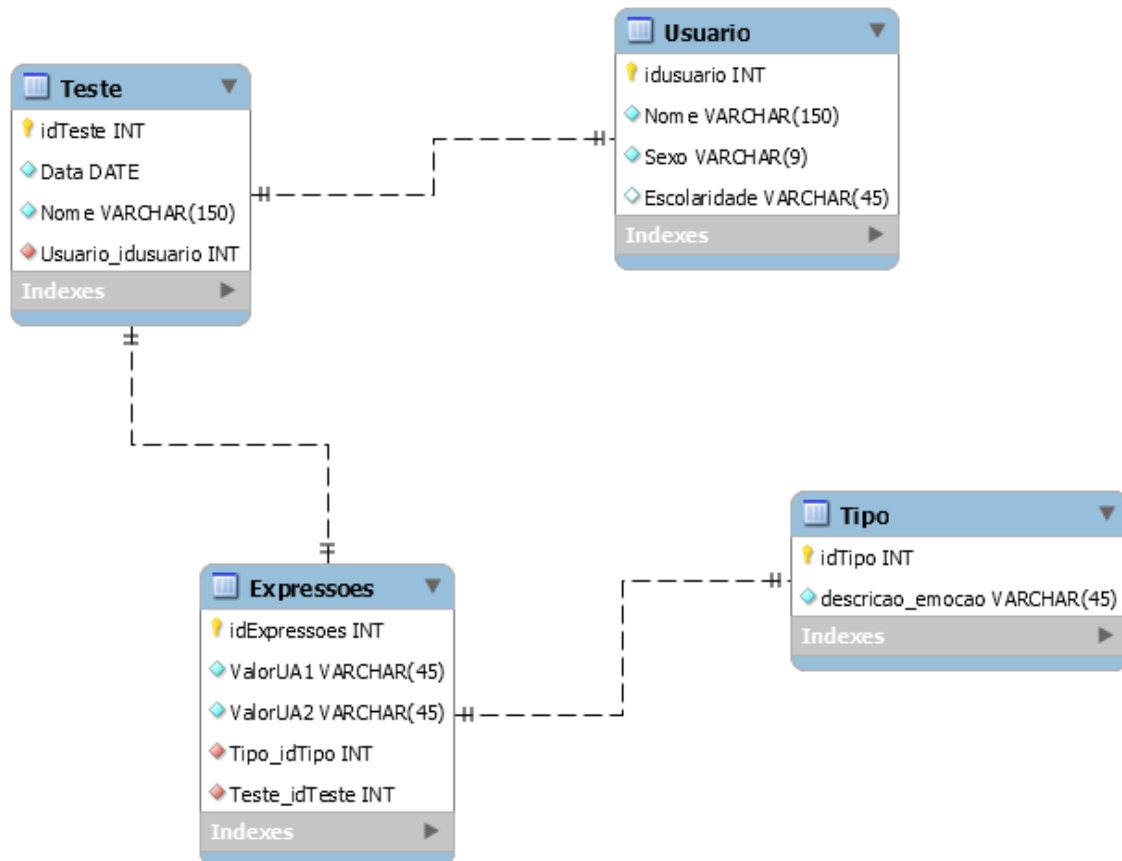 Teste
idTeste INT
Data DATE
Nome VARCHAR(150)
Usuario_idusuario INT
Indexes
Usuario
idusuario INT
Nome VARCHAR(150)
Sexo VARCHAR(9)
Escolaridade VARCHAR(45)
Indexes
Expressoes
idExpressoes INT
ValorUA1 VARCHAR(45)
ValorUA2 VARCHAR(45)
Tipo_idTipo INT
Teste_idTeste INT
Indexes
Tipo
idTipo INT
descricao_emocao VARCHAR(45)
Indexes